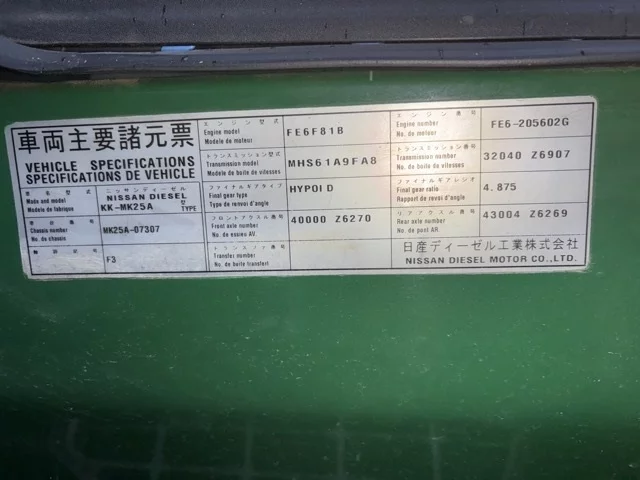 車両主要諸元票
VEHICLE SPECIFICATIONS
SPECIFICATIONS DE VEHICLE
車名型式
Make and model
Modele de fabrique
ニッサンディーゼル
NISSAN DIESEL
KK-MK25A 型
TYPE
車台番号
Chassis number
No. de chassis
MK25A-07307
F3
エンジン型式
Engine model
Modele de moteur
FE6F81B
トランスミッション型式
Transmission model
Modele de boite de vitesses
MHS61A9FA8
ファイナルギアタイプ
Final gear type
Type de revoi d'angle
HYPOID
フロントアクスル番号
Front axle number
No. de essieu AV
40000 Z6270
トランスファ番号
Transfer number
No. de boite transfert
エンジン番号
Engine number
No. de moteur
FE6-205602G
トランスミッション番号
Transmission number
No. de boite de vitesses
32040 Z6907
ファイナルギアレシオ
Final gear ratio
Rapport de revoi d'angle
4.875
リアアクスル番号
Rear axle number
No. de pont AR
43004 Z6269
日産ディーゼル工業株式会社
NISSAN DIESEL MOTOR CO.,LTD.